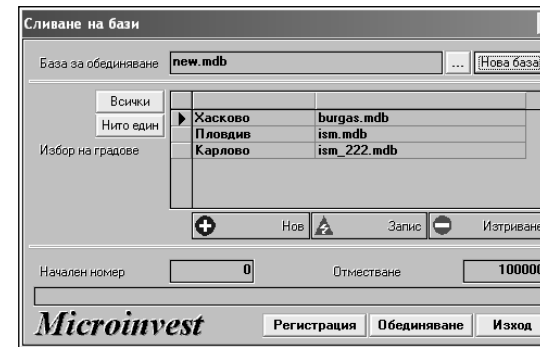 Сливане на бази
База за обединяване new.mdb ... Нова база
Всички
Нито един
Избор на градове
Хасково burgas.mdb
Пловдив ism.mdb
Карлово ism_222.mdb
Нов Запис Изтриване
Начален номер 0 Отместване 100000
Microinvest Регистрация Обединяване Изход